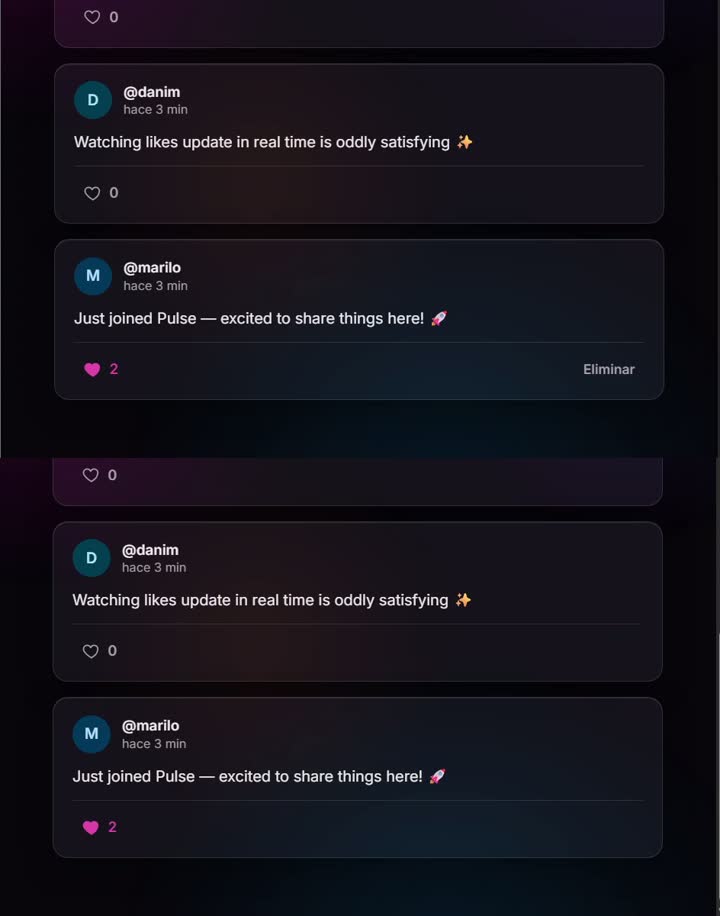 0
D
@danim
hace 3 min
Watching likes update in real time is oddly satisfying ✨
0
M
@marilo
hace 3 min
Just joined Pulse — excited to share things here! 🚀
2 Eliminar
0
D
@danim
hace 3 min
Watching likes update in real time is oddly satisfying ✨
0
M
@marilo
hace 3 min
Just joined Pulse — excited to share things here! 🚀
2